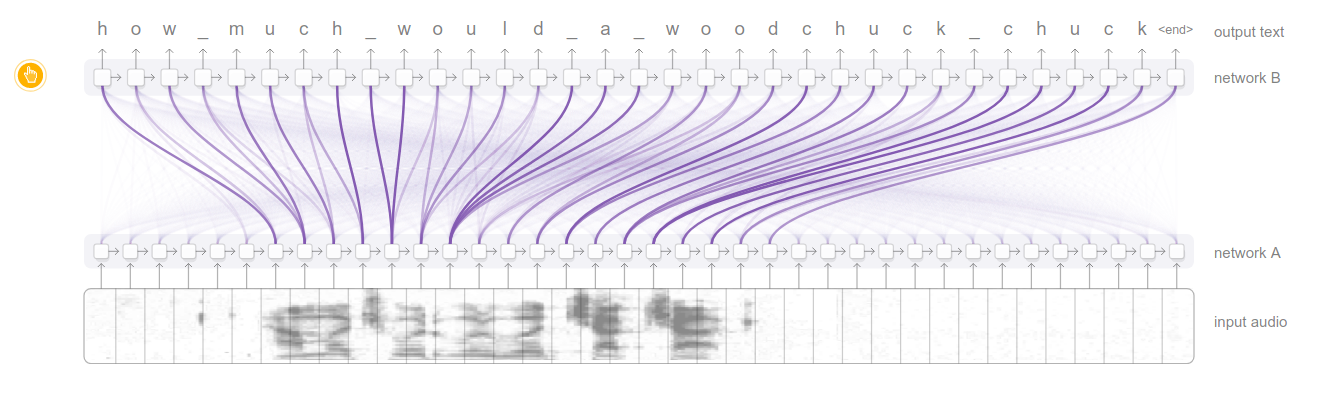 h o w _ m u c h _ w o u l d _ a _ w o o d c h u c k _ c h u c k <end> output text
network B
network A
input audio